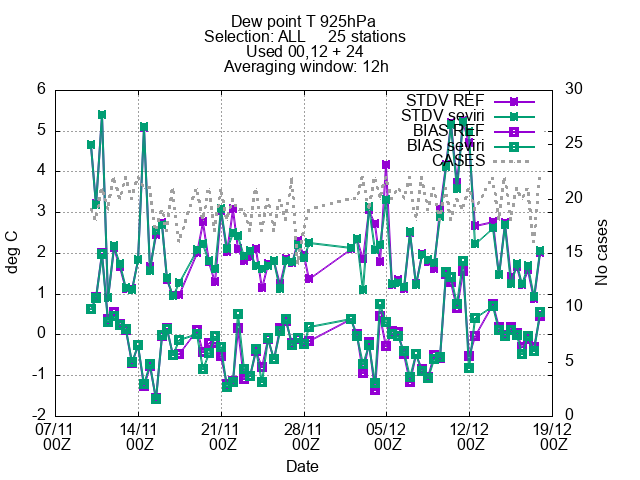 Dew point T 925hPa
Selection: ALL 25 stations
Used 00,12 + 24
Averaging window: 12h
STDV REF
STDV seviri
BIAS REF
BIAS seviri
CASES
deg C
6
5
4
3
2
1
0
-1
-2
No cases
30
25
20
15
10
5
0
07/11 14/11 21/11 28/11 05/12 12/12 19/12
00Z 00Z 00Z 00Z 00Z 00Z 00Z
Date